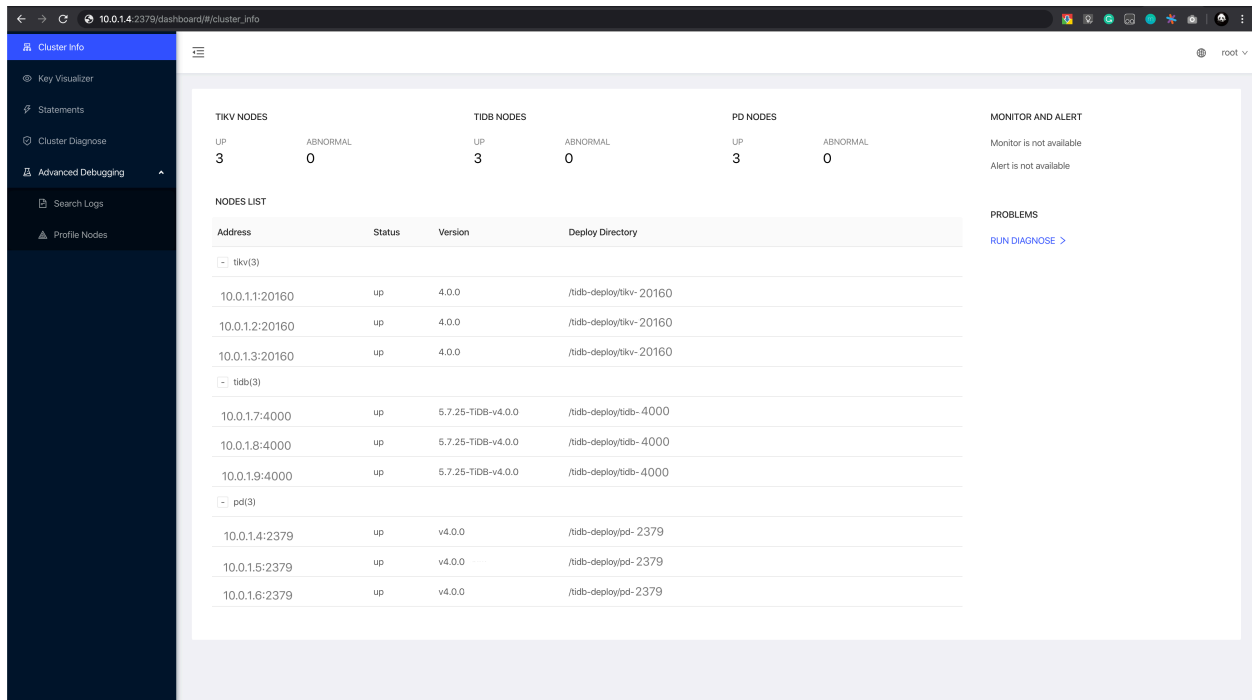 10.0.1.4:2379/dashboard/#/cluster_info
Cluster Info
Key Visualizer
Statements
Cluster Diagnose
Advanced Debugging
Search Logs
Profile Nodes
root
TIKV NODES
UP ABNORMAL
3 0
TIDB NODES
UP ABNORMAL
3 0
PD NODES
UP ABNORMAL
3 0
MONITOR AND ALERT
Monitor is not available
Alert is not available
PROBLEMS
RUN DIAGNOSE >
NODES LIST
Address Status Version Deploy Directory
- tikv(3)
10.0.1.1:20160 up 4.0.0 /tidb-deploy/tikv-20160
10.0.1.2:20160 up 4.0.0 /tidb-deploy/tikv-20160
10.0.1.3:20160 up 4.0.0 /tidb-deploy/tikv-20160
- tidb(3)
10.0.1.7:4000 up 5.7.25-TiDB-v4.0.0 /tidb-deploy/tidb-4000
10.0.1.8:4000 up 5.7.25-TiDB-v4.0.0 /tidb-deploy/tidb-4000
10.0.1.9:4000 up 5.7.25-TiDB-v4.0.0 /tidb-deploy/tidb-4000
- pd(3)
10.0.1.4:2379 up v4.0.0 /tidb-deploy/pd-2379
10.0.1.5:2379 up v4.0.0 /tidb-deploy/pd-2379
10.0.1.6:2379 up v4.0.0 /tidb-deploy/pd-2379